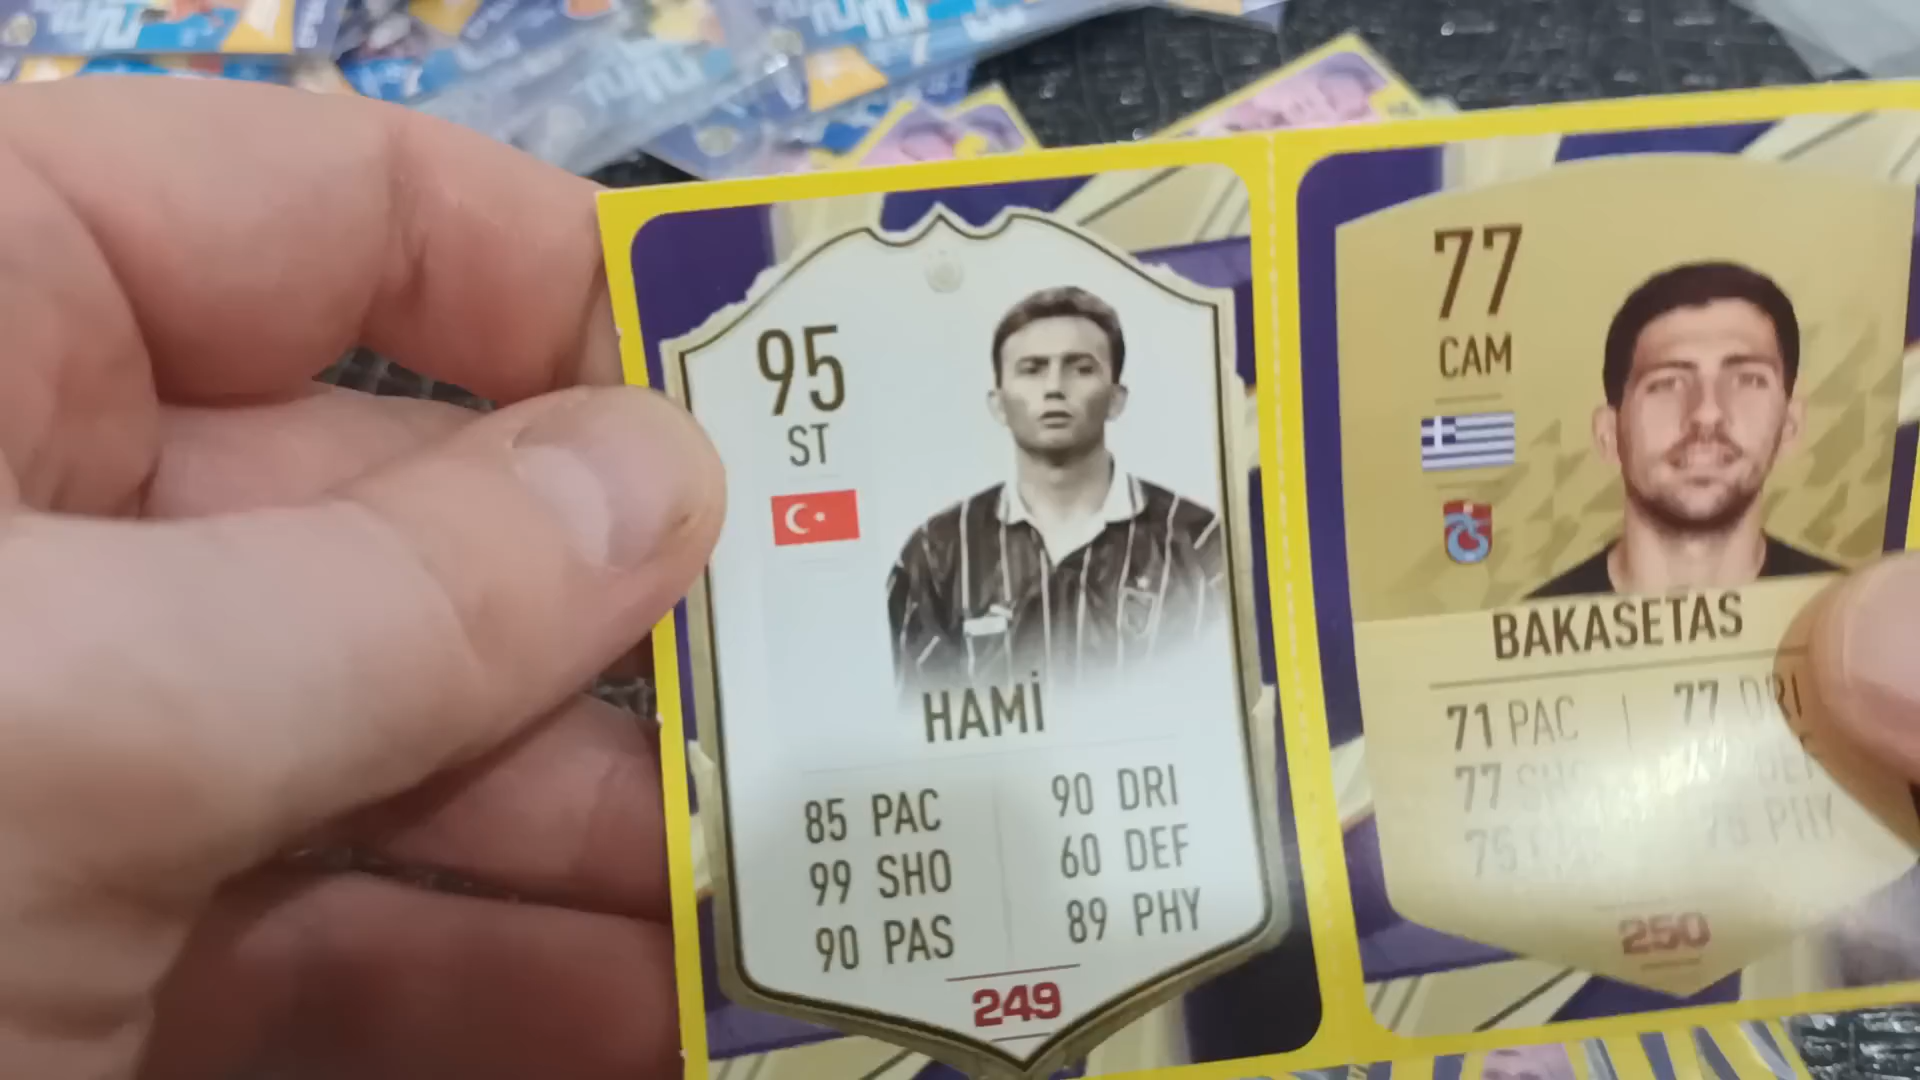 95
ST
HAMİ
85 PAC
90 DRI
99 SHO
60 DEF
90 PAS
89 PHY
249
77
CAM
BAKASETAS
71 PAC
77 DRI
77 SHO
75
PHY
250